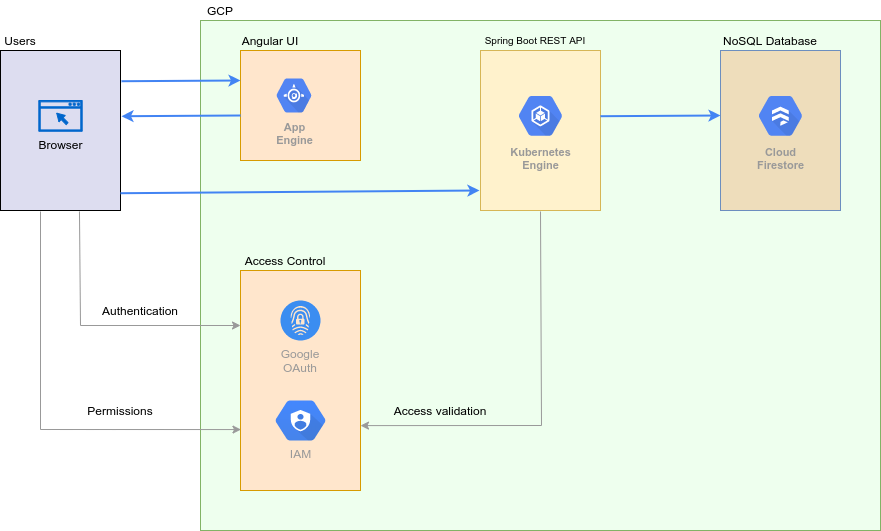 GCP
Users
Angular UI
Spring Boot REST API
NoSQL Database
Browser
App
Engine
Kubernetes
Engine
Cloud
Firestore
Access Control
Authentication
Google
OAuth
Permissions
Access validation
IAM